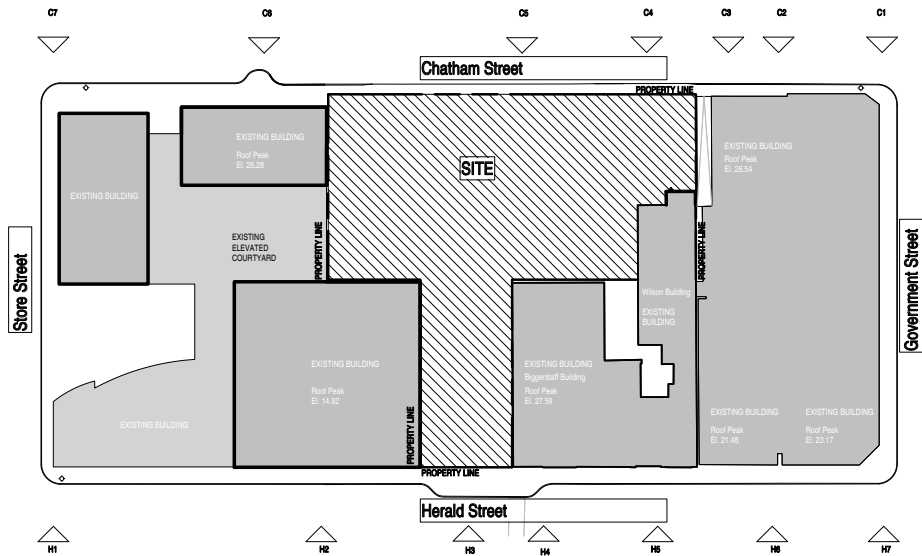 C7 C6 C5 C4 C3 C2 C1
Chatham Street
PROPERTY LINE
EXISTING BUILDING
Roof Peak
El. 26.28
EXISTING BUILDING
Roof Peak
El. 26.54
SITE
EXISTING BUILDING
EXISTING
ELEVATED
COURTYARD
PROPERTY LINE
PROPERTY LINE
Store Street
Government Street
Wilson Building
EXISTING
BUILDING
EXISTING BUILDING
Roof Peak
El. 14.92
EXISTING BUILDING
Biggerstaff Building
Roof Peak
El. 27.59
EXISTING BUILDING
PROPERTY LINE
EXISTING BUILDING
Roof Peak
El. 21.48
EXISTING BUILDING
Roof Peak
El. 23.17
PROPERTY LINE
Herald Street
H1 H2 H3 H4 H5 H6 H7